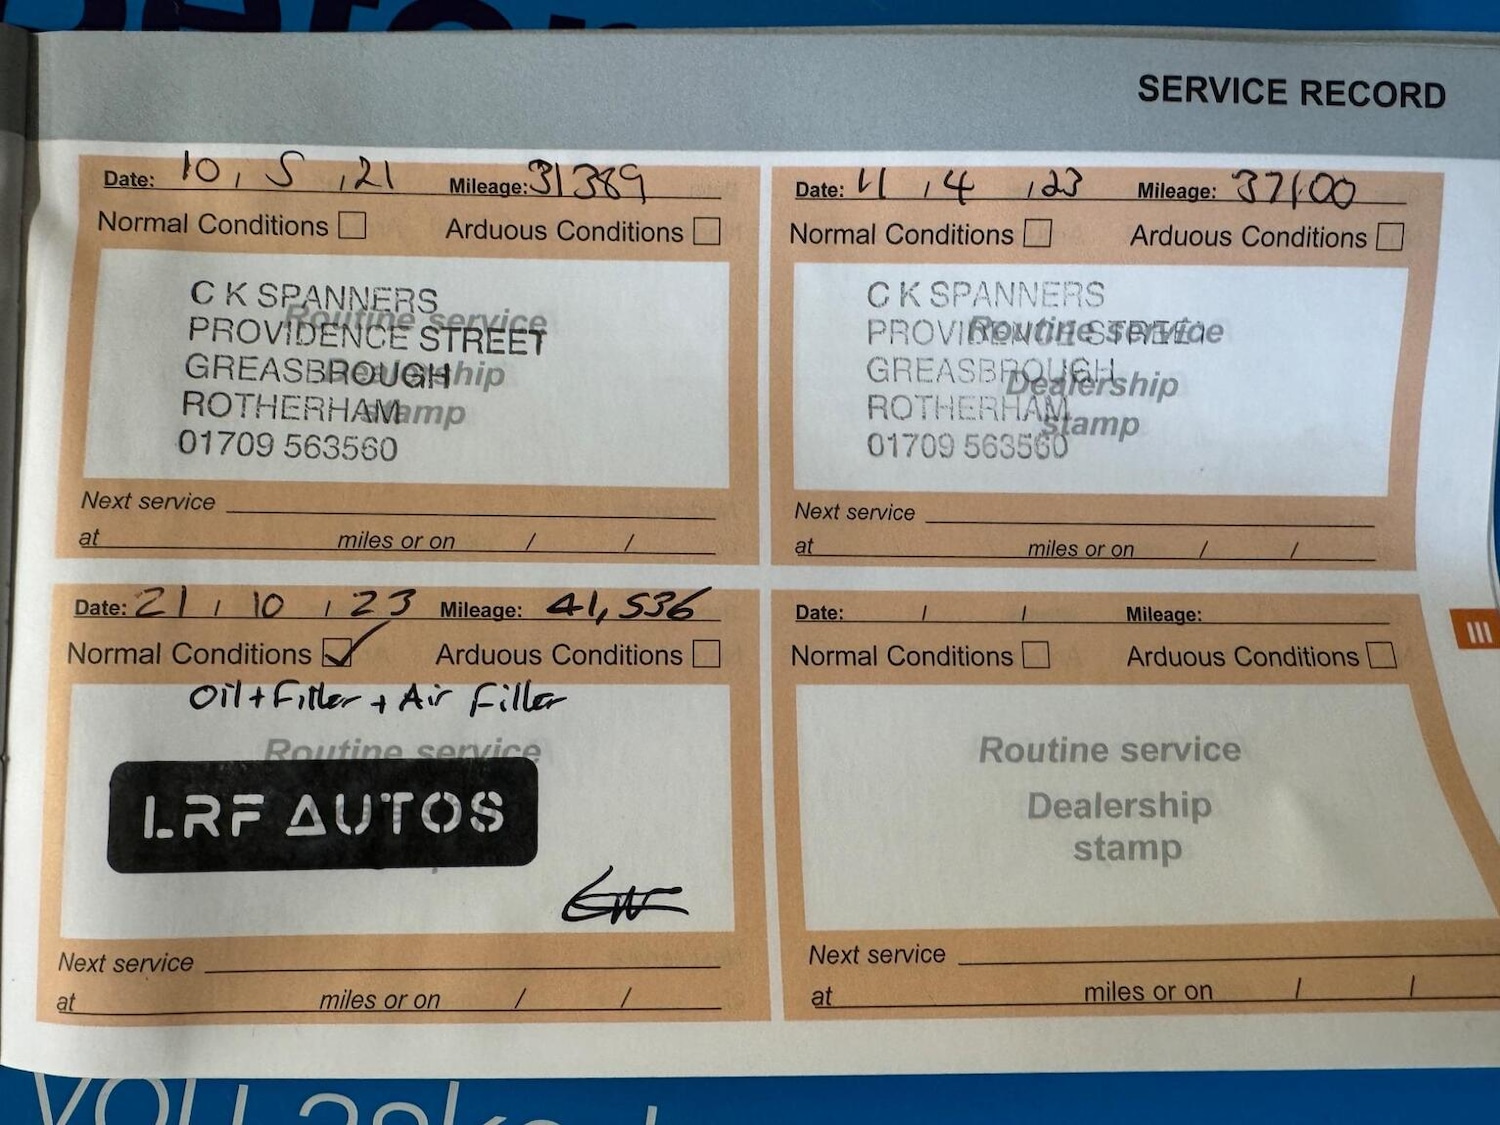 SERVICE RECORD
Date: 10 / 5 / 21 Mileage: 31389
Normal Conditions Arduous Conditions
C K SPANNERS
Routine service
PROVIDENCE STREET
GREASBROUGH
Dealership
ROTHERHAM
stamp
01709 563560
Next service
at miles or on / /
Date: 11 / 4 / 23 Mileage: 37100
Normal Conditions Arduous Conditions
C K SPANNERS
PROVIDENCE STREET
Routine service
GREASBROUGH
Dealership
ROTHERHAM
stamp
01709 563560
Next service
at miles or on / /
Date: 21 / 10 / 23 Mileage: 41,536
Normal Conditions ✓ Arduous Conditions
Oil + Filter + Air Filter
Routine service
LRF AUTOS
Next service
at miles or on / /
Date: / / Mileage:
Normal Conditions Arduous Conditions
Routine service
Dealership
stamp
Next service
at miles or on / /
III
you